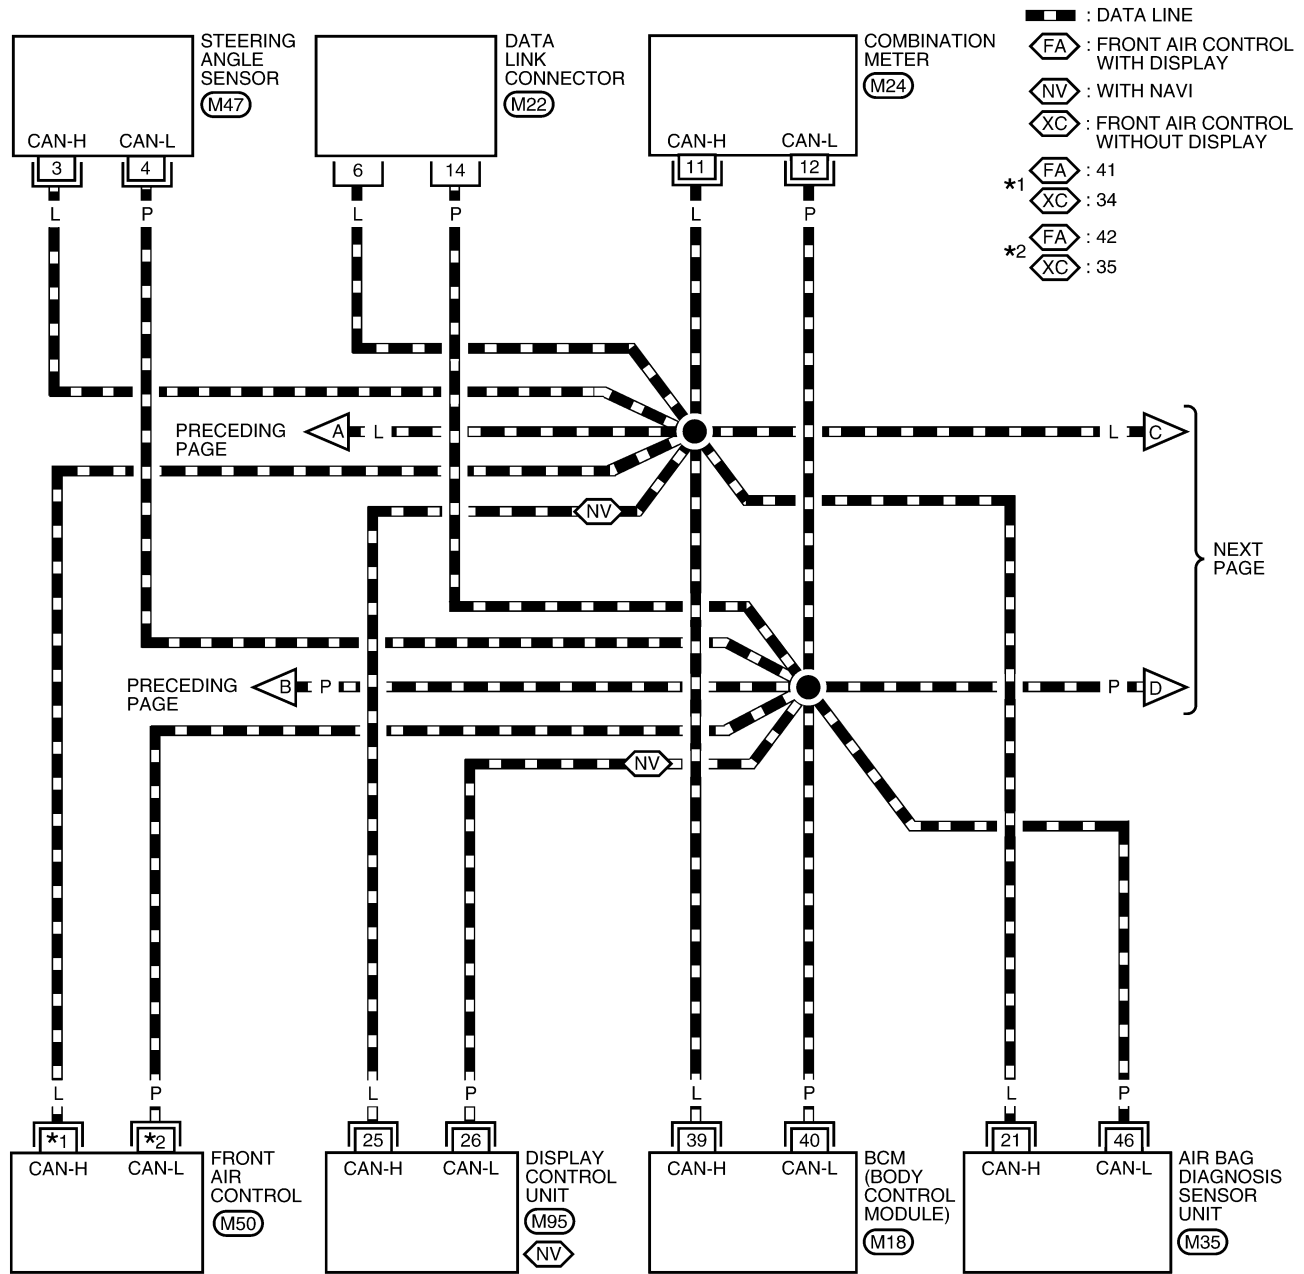 STEERING
ANGLE
SENSOR
M47
CAN-H
CAN-L
3
4
L
P
DATA
LINK
CONNECTOR
M22
6
14
L
P
COMBINATION
METER
M24
CAN-H
CAN-L
11
12
L
P
: DATA LINE
FA : FRONT AIR CONTROL
WITH DISPLAY
NV : WITH NAVI
XC : FRONT AIR CONTROL
WITHOUT DISPLAY
*1
FA : 41
XC : 34
*2
FA : 42
XC : 35
PRECEDING
PAGE
A
L
L
C
NV
NEXT
PAGE
PRECEDING
PAGE
B
P
P
D
NV
L
P
L
P
L
P
L
P
*1
*2
CAN-H
CAN-L
FRONT
AIR
CONTROL
M50
25
26
CAN-H
CAN-L
DISPLAY
CONTROL
UNIT
M95
NV
39
40
CAN-H
CAN-L
BCM
(BODY
CONTROL
MODULE)
M18
21
46
CAN-H
CAN-L
AIR BAG
DIAGNOSIS
SENSOR
UNIT
M35